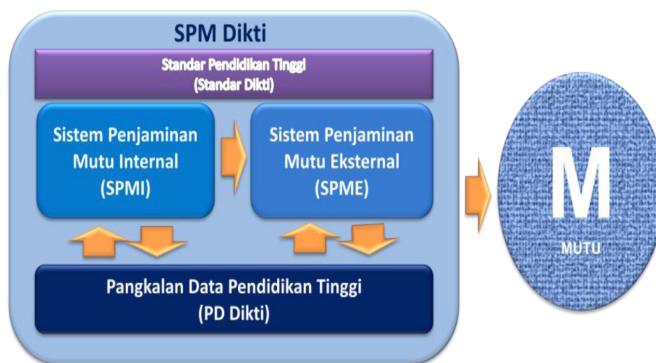 SPM Dikti
Standar Pendidikan Tinggi
(Standar Dikti)
Sistem Penjaminan
Mutu Internal
(SPMI)
Sistem Penjaminan
Mutu Eksternal
(SPME)
Pangkalan Data Pendidikan Tinggi
(PD Dikti)
M
MUTU